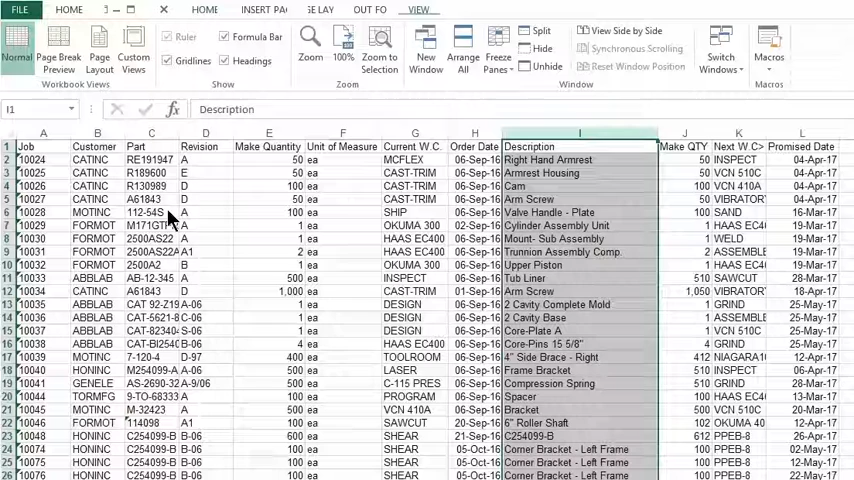 FILE HOME HOME INSERT PA E LAY OUT FO VIEW
Ruler Formula Bar Split View Side by Side
Normal Page Break Preview Page Layout Custom Views Gridlines Headings Zoom 100% Zoom to Selection New Window Arrange All Freeze Panes Hide Synchronous Scrolling Switch Windows Macros
Unhide Reset Window Position
Workbook Views Show Zoom Window Macros
I1 fx Description
A B C D E F G H I J K L
1 Job Customer Part Revision Make Quantity Unit of Measure Current W.C. Order Date Description Make QTY Next W.C> Promised Date
2 10024 CATINC RE191947 A 50 ea MCFLEX 06-Sep-16 Right Hand Armrest 50 INSPECT 04-Apr-17
3 10025 CATINC R189600 E 50 ea CAST-TRIM 06-Sep-16 Armrest Housing 50 VCN 510C 04-Apr-17
4 10026 CATINC R130989 D 100 ea CAST-TRIM 06-Sep-16 Cam 100 VCN 410A 04-Apr-17
5 10027 CATINC A61843 D 50 ea CAST-TRIM 06-Sep-16 Arm Screw 50 VIBRATOR 04-Apr-17
6 10028 MOTINC 112-54S A 100 ea SHIP 06-Sep-16 Valve Handle - Plate 100 SAND 16-Mar-17
7 10029 FORMOT A 1 ea OKUMA 300 06-Sep-16 Cylinder Assembly Unit 1 HAAS EC4 19-Mar-17
8 10030 FORMOT 2500AS22 A 1 ea HAAS EC400 06-Sep-16 Mount- Sub Assembly 1 WELD 19-Mar-17
9 10031 FORMOT 2500AS22A A1 2 ea HAAS EC400 06-Sep-16 Trunnion Assembly Comp. 2 ASSEMBLE 19-Mar-17
10 10032 FORMOT 2500A2 B 1 ea HAAS EC400 06-Sep-16 Upper Piston 1 HAAS EC4 19-Mar-17
11 10033 ABBLAB AB-12-345 A 500 ea INSPECT 06-Sep-16 Tub Liner 510 SAWCUT 28-Mar-17
12 10034 CATINC A61843 D 1,000 ea CAST-TRIM 06-Sep-16 Arm Screw 1,050 VIBRATOR 18-Apr-17
13 10035 ABBLAB CAT 92-Z19 A-06 1 ea DESIGN 06-Sep-16 2 Cavity Complete Mold 1 GRIND 25-May-17
14 10036 ABBLAB CAT-5621-8 C-06 1 ea DESIGN 06-Sep-16 2 Cavity Base 1 ASSEMBLE 25-May-17
15 10037 ABBLAB CAT-82340 S-06 1 ea DESIGN 06-Sep-16 Core-Plate A 1 VCN 510C 25-May-17
16 10038 ABBLAB CAT-BI2540 B-06 4 ea HAAS EC400 06-Sep-16 Core-Pins 15 5/8" 4 GRIND 25-May-17
17 10039 MOTINC 7-120-4 D-97 400 ea TOOLROOM 06-Sep-16 4" Side Brace - Right 412 NIAGARA1 12-Apr-17
18 10040 HONINC M254099-A A 500 ea LASER 06-Sep-16 Frame Bracket 510 INSPECT 06-Apr-17
19 10041 GENELE AS-2690-32 A-9/06 500 ea C-115 PRES 06-Sep-16 Compression Spring 510 GRIND 28-Mar-17
20 10044 TORMFG 9-TO-68333 A 100 ea PROGRAM 06-Sep-16 Spacer 100 HAAS EC4 13-Mar-17
21 10045 MOTINC M-32423 A 500 ea VCN 410A 06-Sep-16 Bracket 500 VCN 510C 20-Mar-17
22 10046 FORMOT 114098 A1 100 ea SAWCUT 06-Sep-16 6" Roller Shaft 102 OKUMA 40 22-Mar-17
23 10048 HONINC C254099-B B-06 600 ea SHEAR 21-Sep-16 C254099-B 612 PPEB-8 26-Apr-17
24 10074 HONINC C254099-B B-06 100 ea SHEAR 05-Oct-16 Corner Bracket - Left Frame 100 PPEB-8 02-May-17
25 10075 HONINC C254099-B B-06 100 ea SHEAR 05-Oct-16 Corner Bracket - Left Frame 100 PPEB-8 12-May-17
26 10076 HONINC C254099-B B-06 100 ea SHEAR 05-Oct-16 Corner Bracket - Left Frame 100 PPEB-8 22-May-17